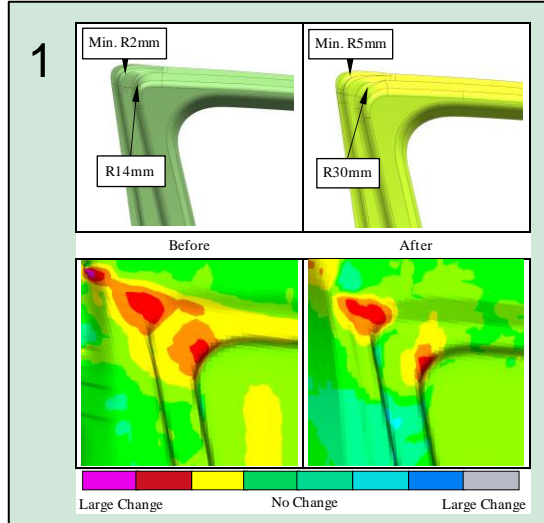 1
Min. R2mm
Min. R5mm
R14mm
R30mm
Before
After
Large Change
No Change
Large Change